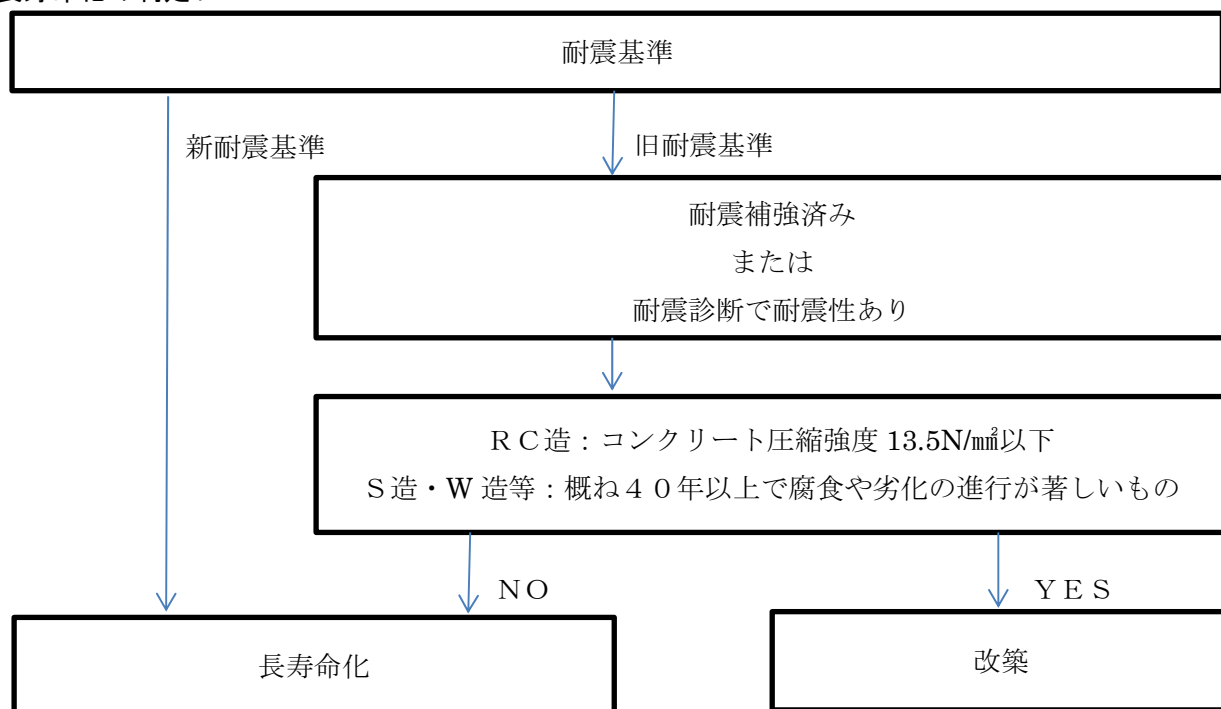 耐震基準
新耐震基準
旧耐震基準
耐震補強済み
または
耐震診断で耐震性あり
ＲＣ造：コンクリート圧縮強度 13.5N/㎟以下
Ｓ造・W 造等：概ね４０年以上で腐食や劣化の進行が著しいもの
ＮＯ
ＹＥＳ
長寿命化
改築